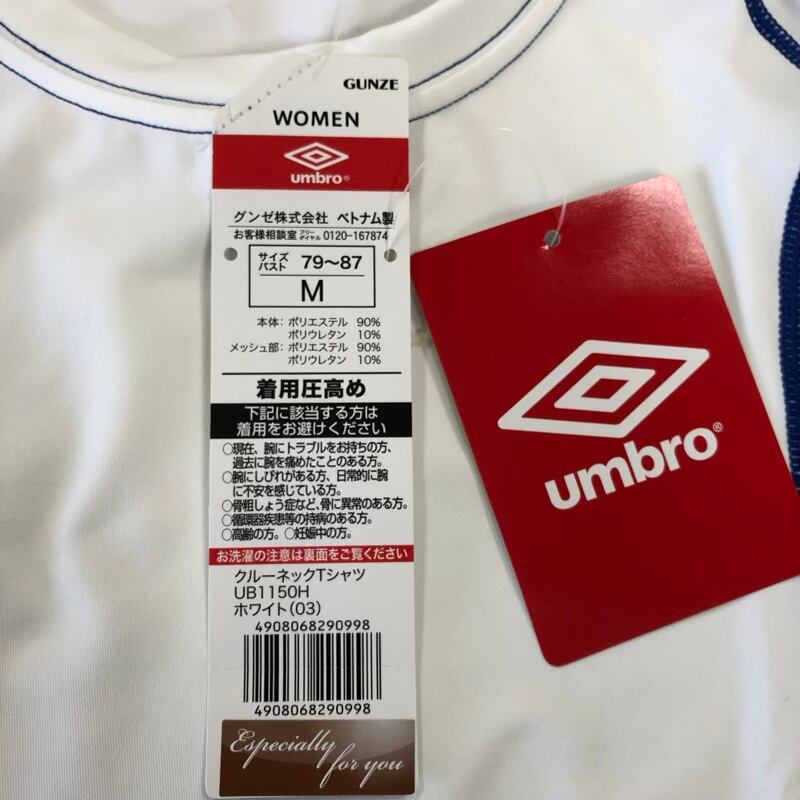 GUNZE
WOMEN
umbro®
グンゼ株式会社 ベトナム製
お客様相談室 フリーダイヤル 0120-167874
サイズ
バスト 79～87
M
本体: ポリエステル 90%
ポリウレタン 10%
メッシュ部: ポリエステル 90%
ポリウレタン 10%
着用圧高め
下記に該当する方は
着用をお避けください
○現在、腕にトラブルをお持ちの方、
過去に腕を痛めたことのある方。
○腕にしびれがある方、日常的に腕
に不安を感じている方。
○骨粗しょう症など、骨に異常のある方。
○循環器疾患等の持病のある方。
○高齢の方。○妊娠中の方。
お洗濯の注意は裏面をご覧ください
クルーネックTシャツ
UB1150H
ホワイト(03)
4908068290998
4908068290998
Especially
for you
umbro®